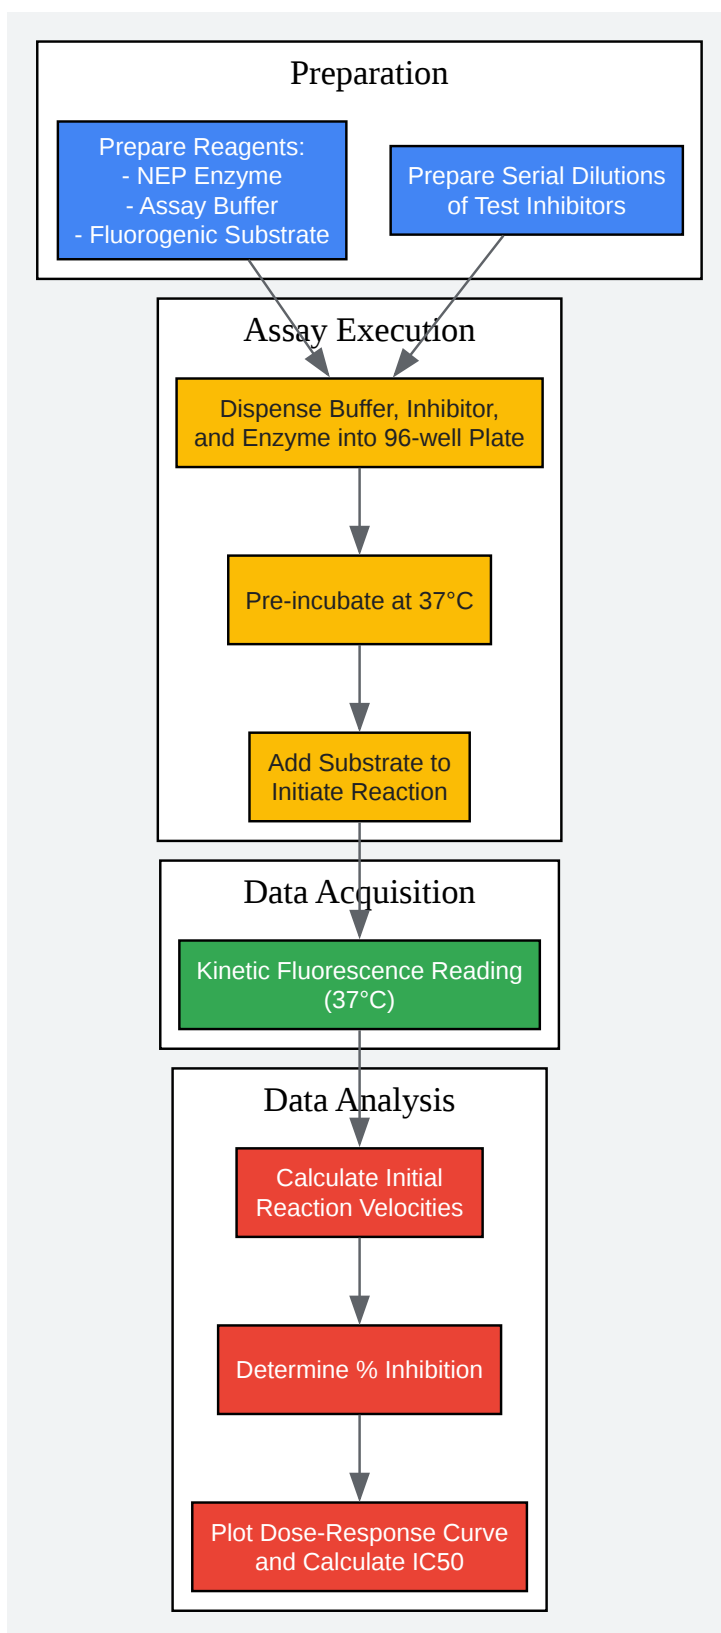 Preparation
Prepare Reagents:
- NEP Enzyme
- Assay Buffer
- Fluorogenic Substrate
Prepare Serial Dilutions
of Test Inhibitors
Assay Execution
Dispense Buffer, Inhibitor,
and Enzyme into 96-well Plate
Pre-incubate at 37°C
Add Substrate to
Initiate Reaction
Data Acquisition
Kinetic Fluorescence Reading
(37°C)
Data Analysis
Calculate Initial
Reaction Velocities
Determine % Inhibition
Plot Dose-Response Curve
and Calculate IC50